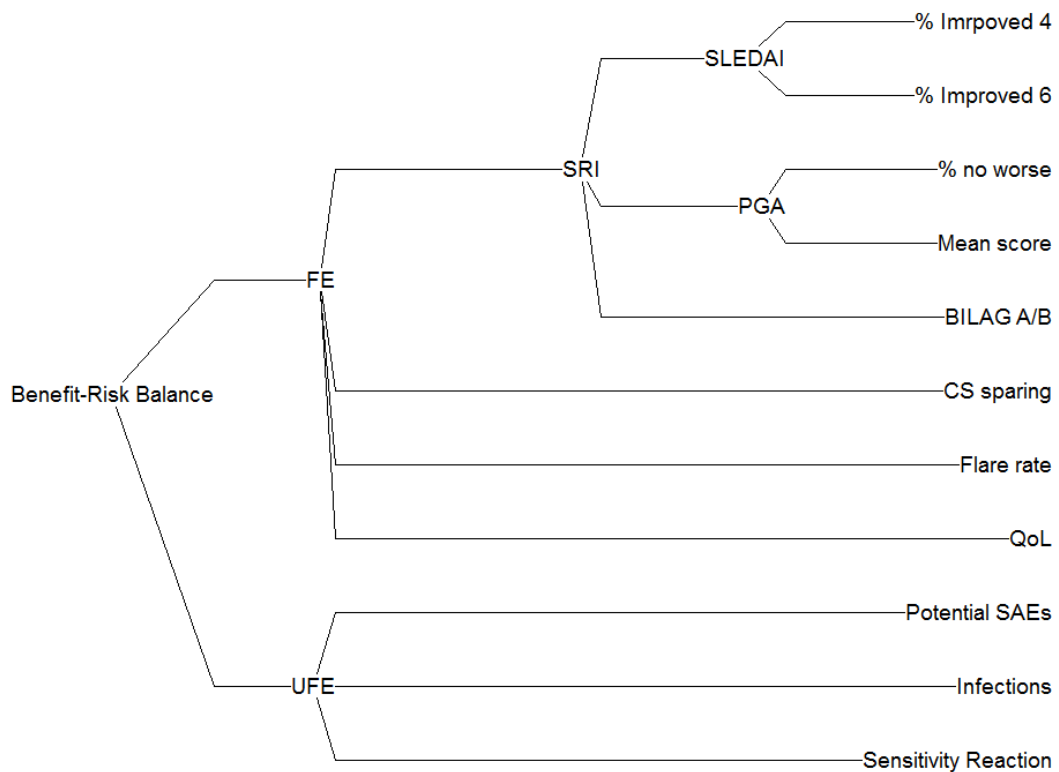 % Imrpoved 4
SLEDAI
% Improved 6
SRI
% no worse
PGA
Mean score
FE
BILAG A/B
Benefit-Risk Balance
CS sparing
Flare rate
QoL
Potential SAEs
UFE
Infections
Sensitivity Reaction